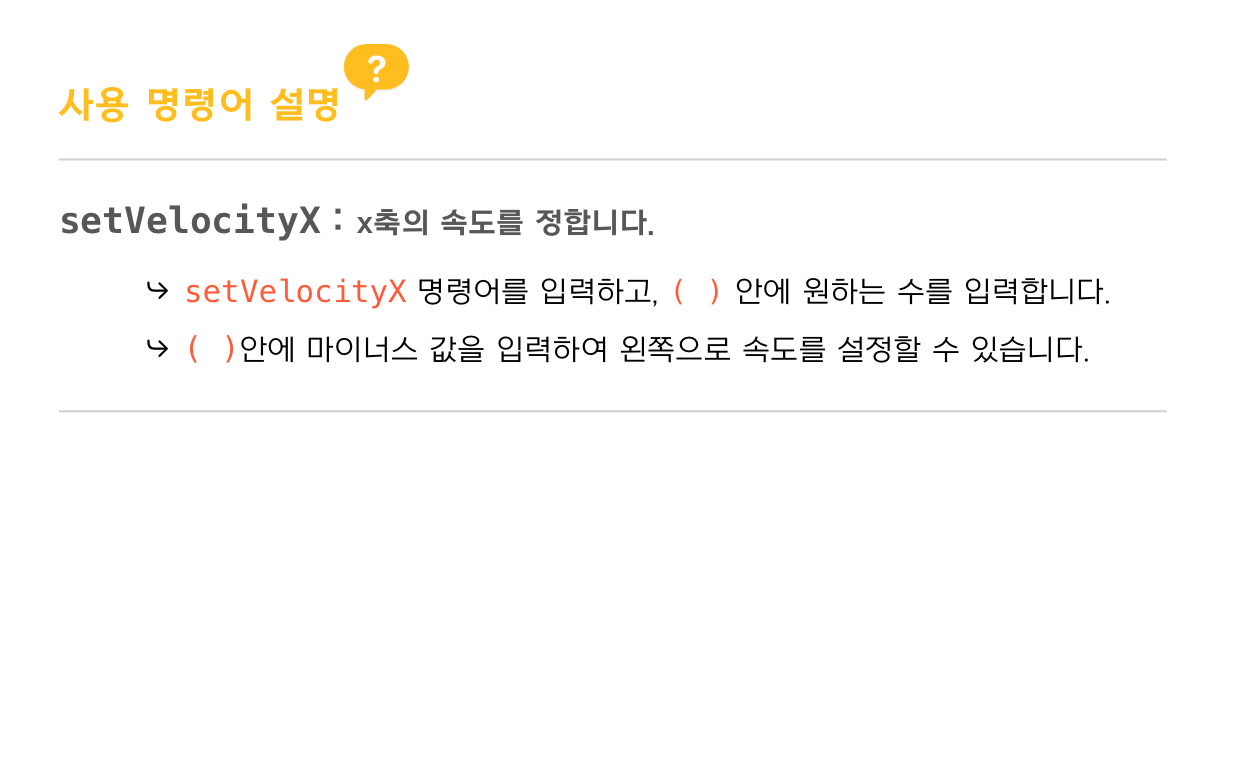 사용 명령어 설명 ?
setVelocityX : x축의 속도를 정합니다.
↪ setVelocityX 명령어를 입력하고, ( ) 안에 원하는 수를 입력합니다.
↪ ( )안에 마이너스 값을 입력하여 왼쪽으로 속도를 설정할 수 있습니다.